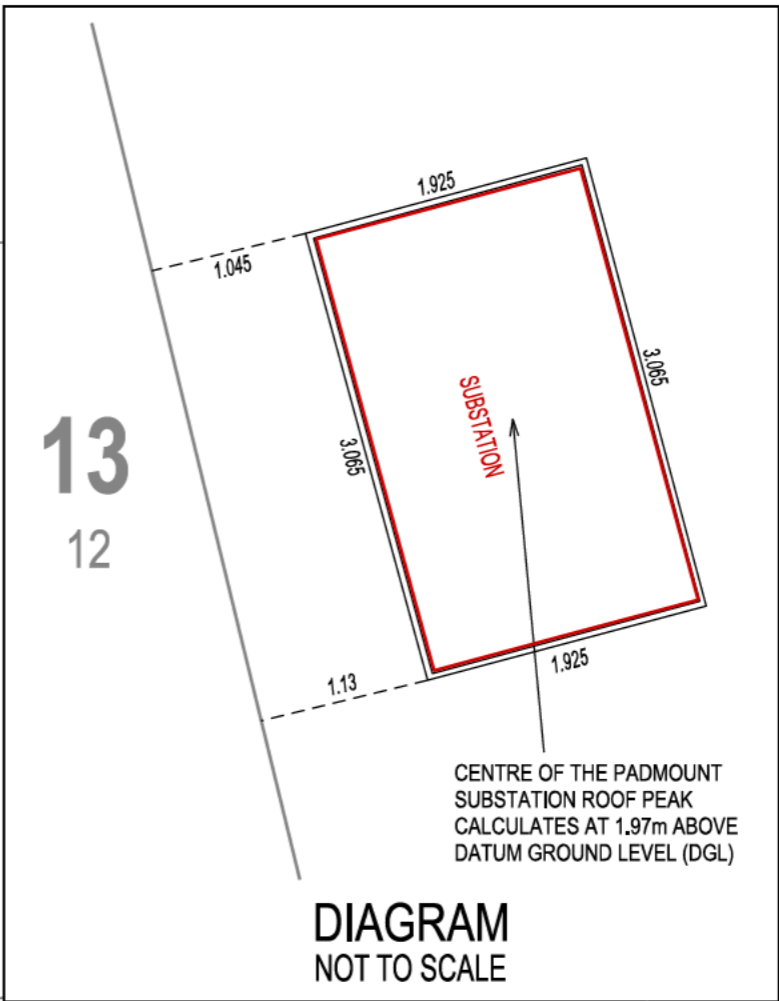 1.925
1.045
3.065
SUBSTATION
3.065
13
12
1.925
1.13
CENTRE OF THE PADMOUNT
SUBSTATION ROOF PEAK
CALCULATES AT 1.97m ABOVE
DATUM GROUND LEVEL (DGL)
DIAGRAM
NOT TO SCALE